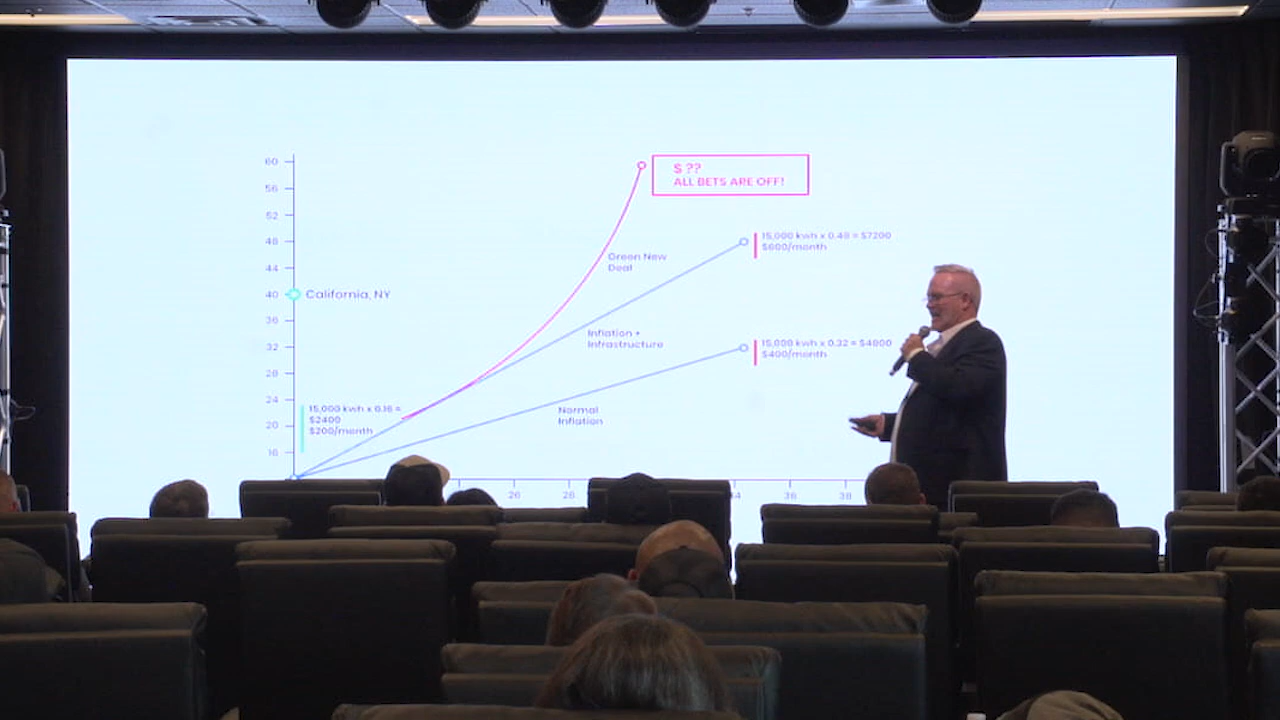 60
$ ??
ALL BETS ARE OFF!
56
52
48
15,000 kwh x 0.48 = $7200
$600/month
44
Green New
Deal
40
California, NY
36
Inflation +
Infrastructure
32
15,000 kwh x 0.32 = $4800
$400/month
28
24
15,000 kwh x 0.16 =
$2400
$200/month
Normal
Inflation
20
16
26
28
36
38